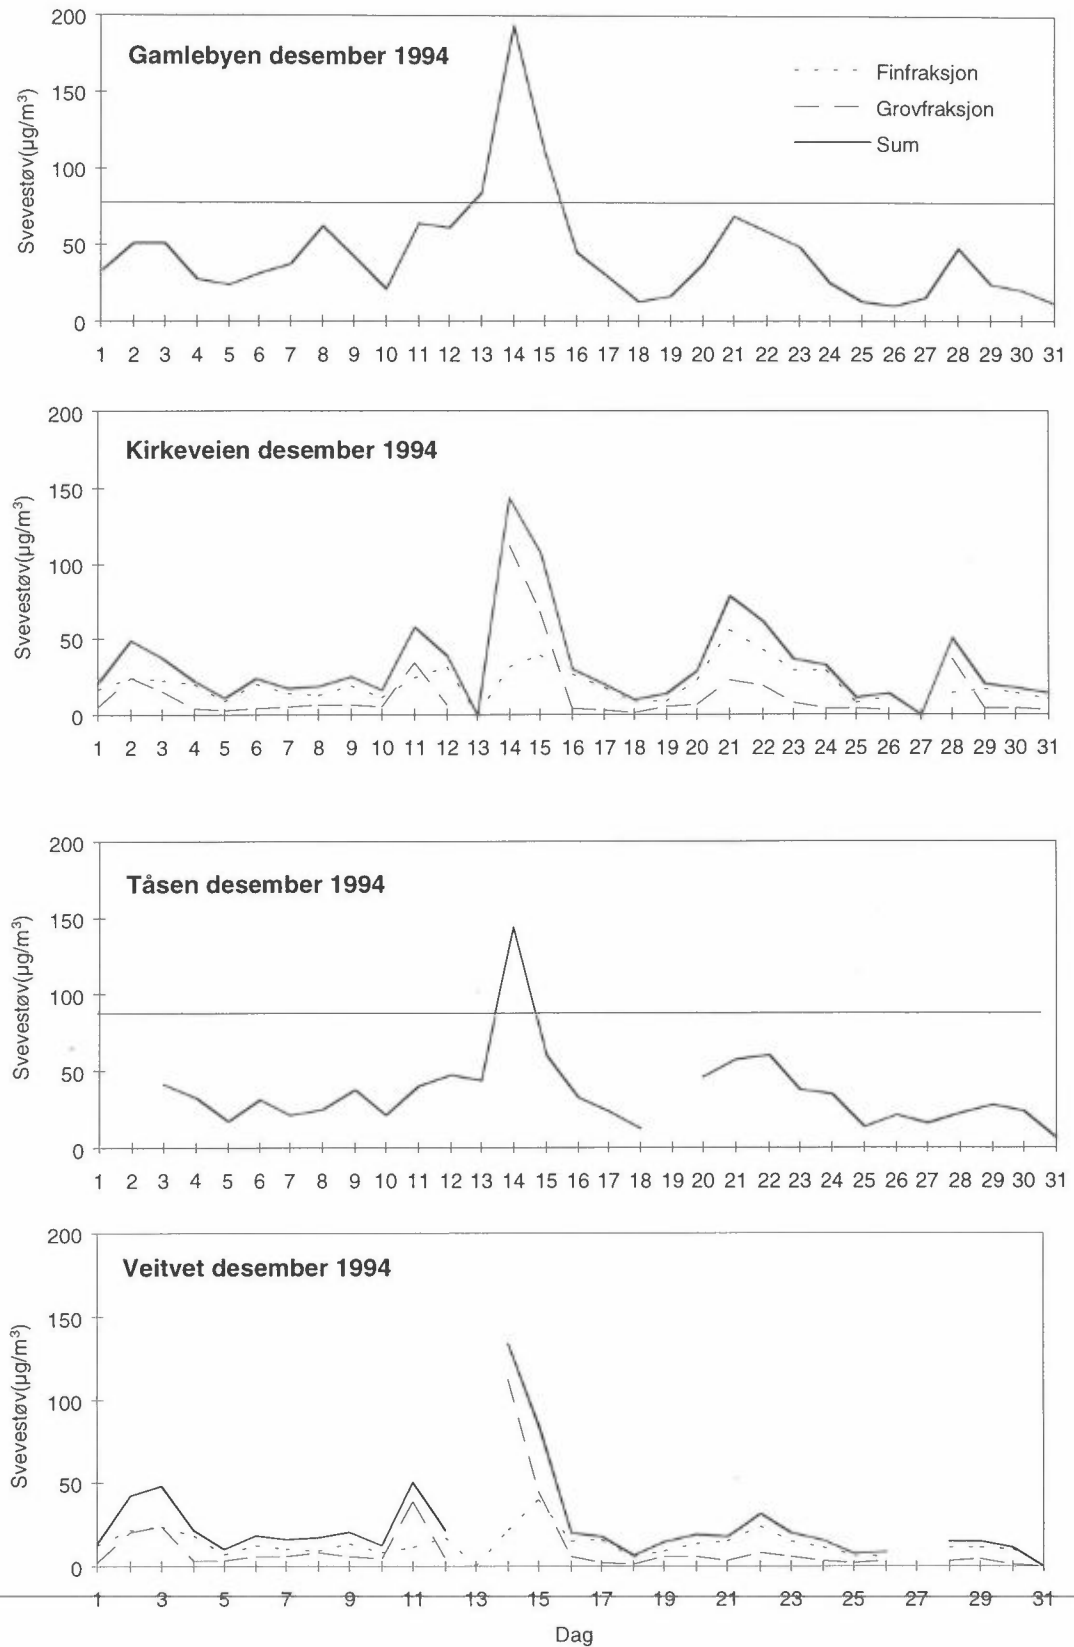 Gamlebyen desember 1994
Finfraksjon
Grovfraksjon
Sum
Svevestøv(µg/m³)
200
150
100
50
0
1 2 3 4 5 6 7 8 9 10 11 12 13 14 15 16 17 18 19 20 21 22 23 24 25 26 27 28 29 30 31
Kirkeveien desember 1994
Svevestøv(µg/m³)
200
150
100
50
0
1 2 3 4 5 6 7 8 9 10 11 12 13 14 15 16 17 18 19 20 21 22 23 24 25 26 27 28 29 30 31
Tåsen desember 1994
Svevestøv(µg/m³)
200
150
100
50
0
1 2 3 4 5 6 7 8 9 10 11 12 13 14 15 16 17 18 19 20 21 22 23 24 25 26 27 28 29 30 31
Veitvet desember 1994
Svevestøv(µg/m³)
200
150
100
50
0
1 3 5 7 9 11 13 15 17 19 21 23 25 27 29 31
Dag